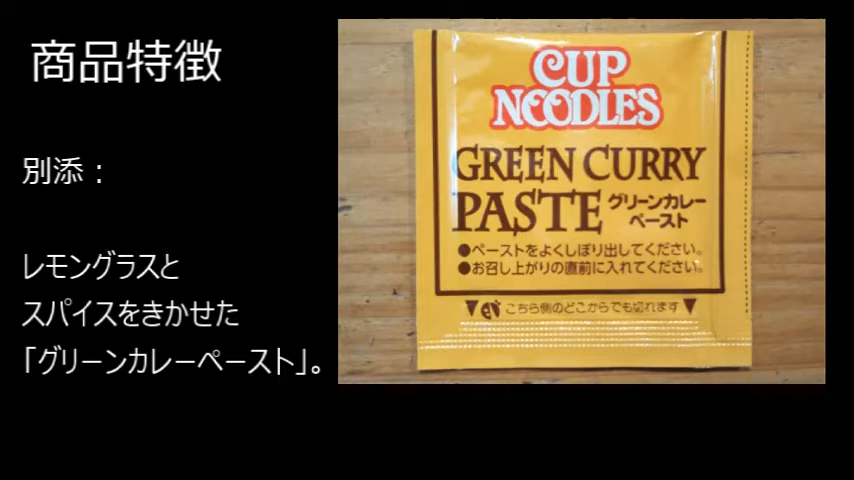 商品特徴
別添：
レモングラスと
スパイスをきかせた
「グリーンカレーペースト」。
CUP
NOODLES
GREEN CURRY
PASTE グリーンカレー
ペースト
●ペーストをよくしぼり出してください。
●お召し上がりの直前に入れてください。
▼こちら側のどこからでも切れます▼